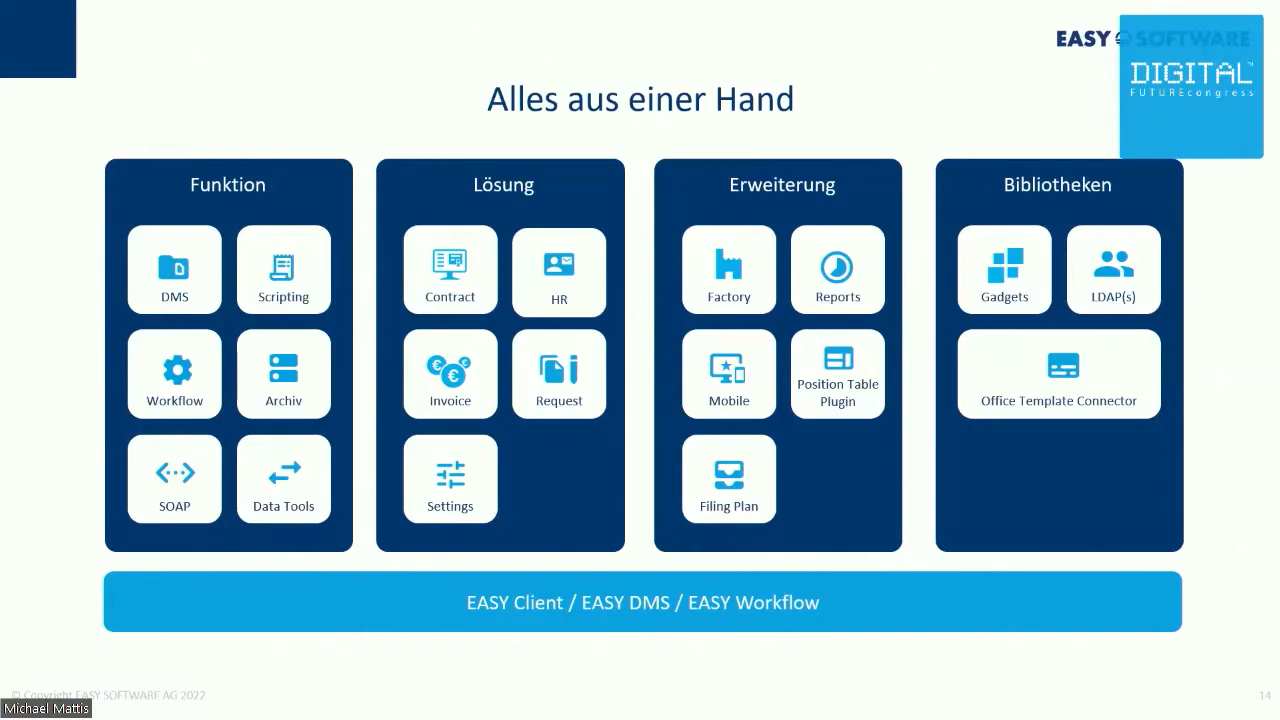 EASY SOFTWARE
DIGITAL™
FUTUREcongress
Alles aus einer Hand
Funktion
DMS
Scripting
Workflow
Archiv
SOAP
Data Tools
Lösung
Contract
HR
Invoice
Request
Settings
Erweiterung
Factory
Reports
Mobile
Position Table
Plugin
Filing Plan
Bibliotheken
Gadgets
LDAP(s)
Office Template Connector
EASY Client / EASY DMS / EASY Workflow
© Copyright EASY SOFTWARE AG 2022
14
Michael Mattis